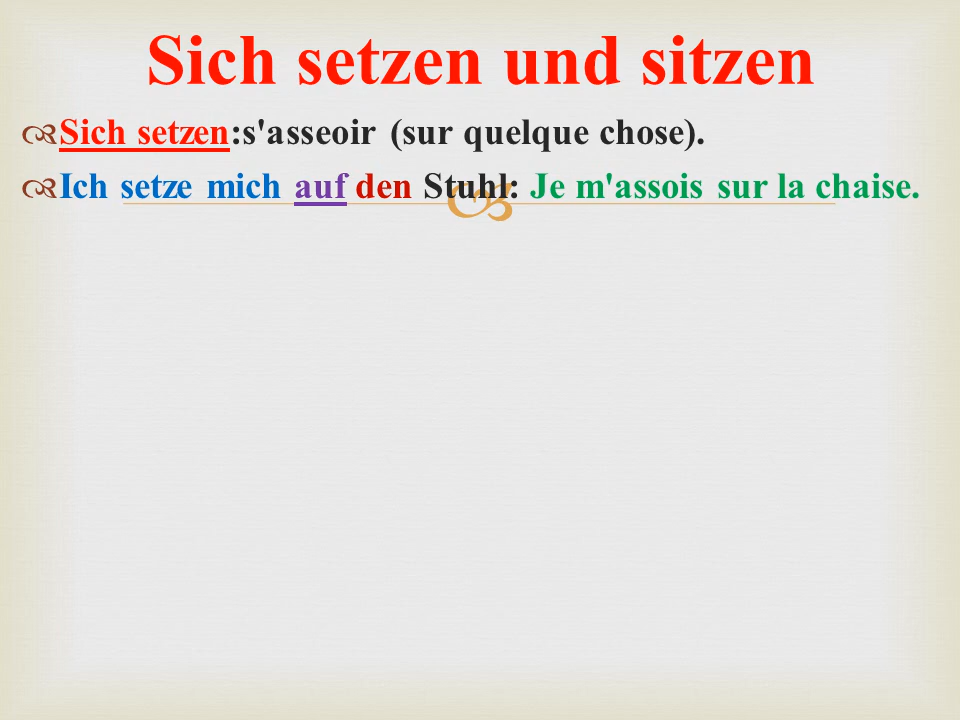 Sich setzen und sitzen
Sich setzen:s'asseoir (sur quelque chose).
Ich setze mich auf den Stuhl: Je m'assois sur la chaise.